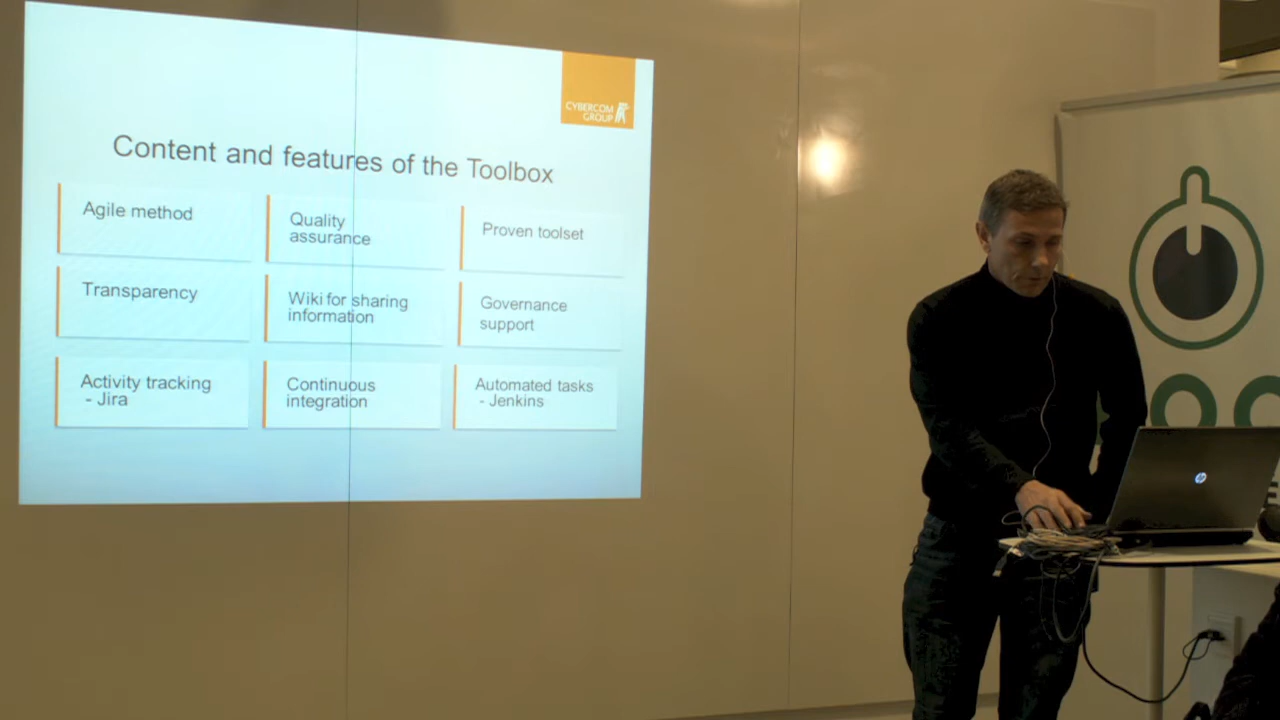 CYBERCOM
GROUP
Content and features of the Toolbox
Agile method
Quality
assurance
Proven toolset
Transparency
Wiki for sharing
information
Governance
support
Activity tracking
- Jira
Continuous
integration
Automated tasks
- Jenkins
hp